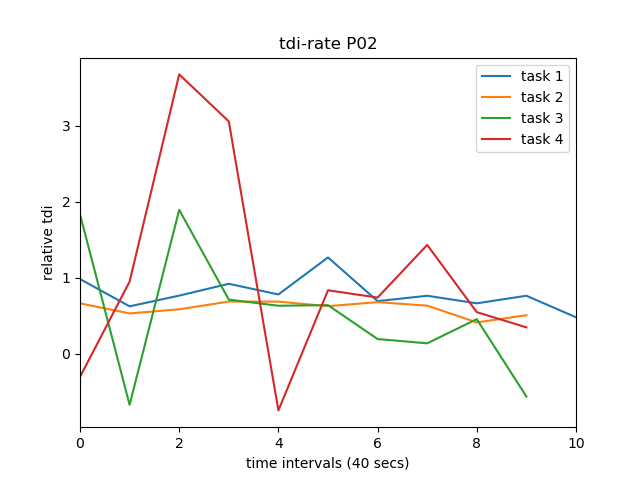 tdi-rate P02
task 1
task 2
task 3
task 4
relative tdi
3
2
1
0
0 2 4 6 8 10
time intervals (40 secs)